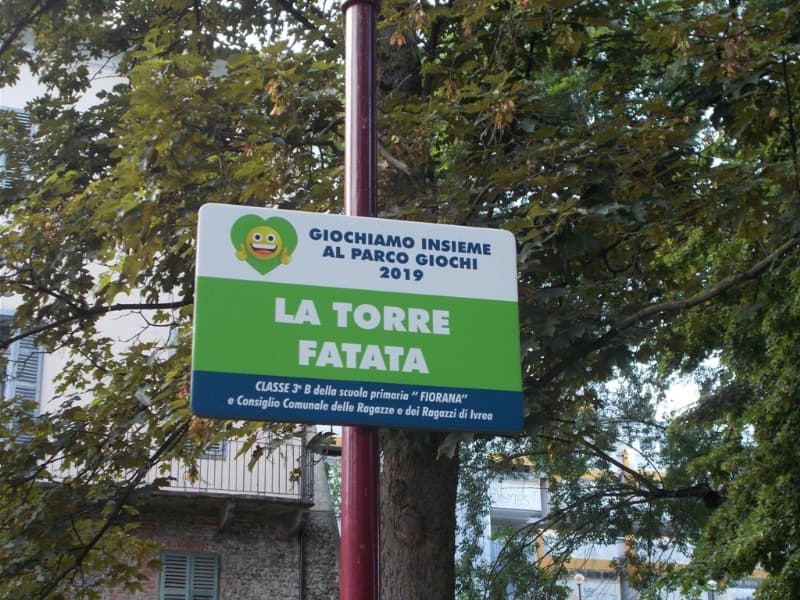 GIOCHIAMO INSIEME
AL PARCO GIOCHI
2019
LA TORRE
FATATA
CLASSE 3ª B della scuola primaria "FIORANA"
e Consiglio Comunale delle Ragazze e dei Ragazzi di Ivrea